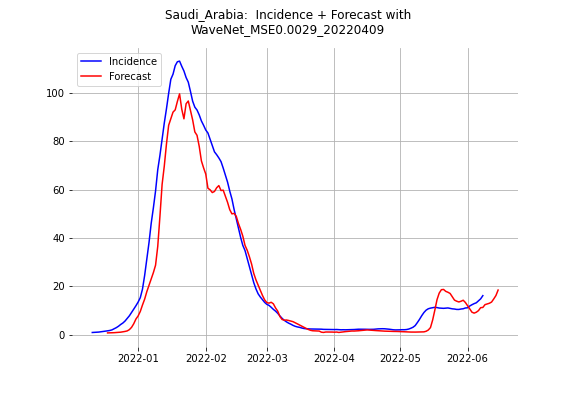 Saudi_Arabia:  Incidence + Forecast with
WaveNet_MSE0.0029_20220409
Incidence
Forecast
100
80
60
40
20
0
2022-01 2022-02 2022-03 2022-04 2022-05 2022-06